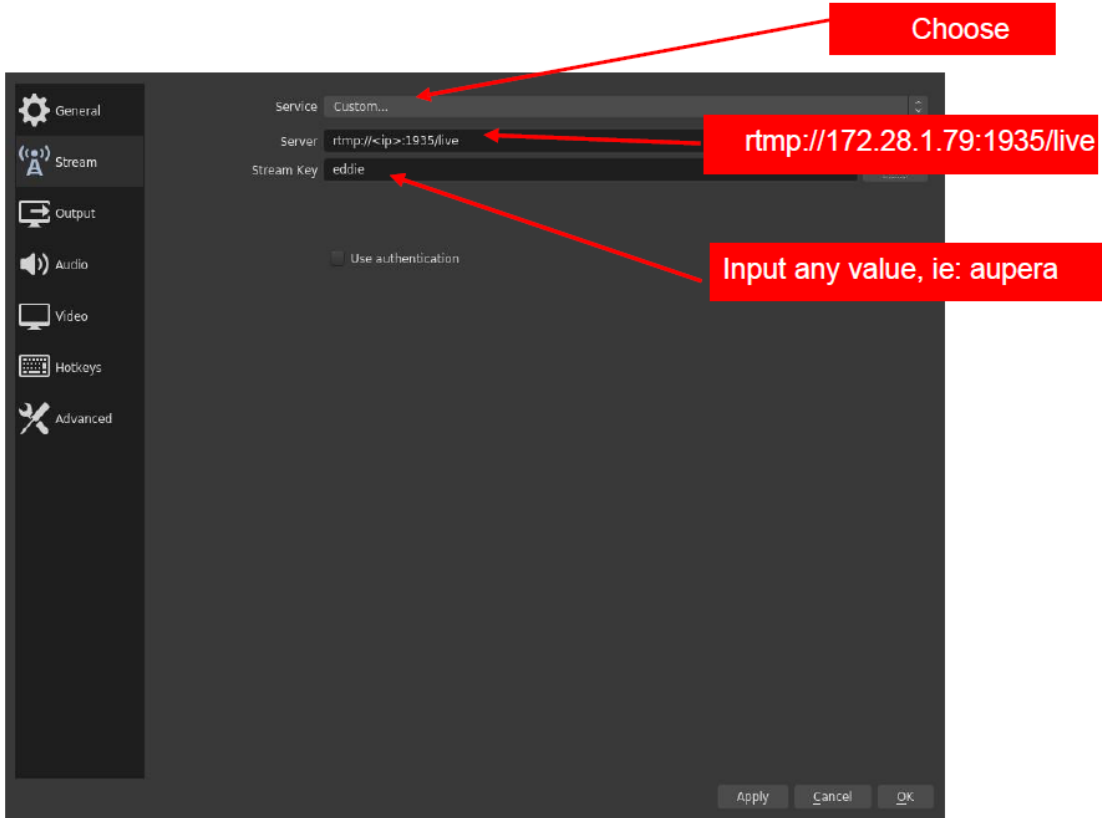 Choose
General
Service Custom...
Server rtmp://<ip>:1935/live
rtmp://172.28.1.79:1935/live
Stream
Stream Key eddie
Output
Use authentication
Input any value, ie: aupera
Audio
Video
Hotkeys
Advanced
Apply Cancel OK